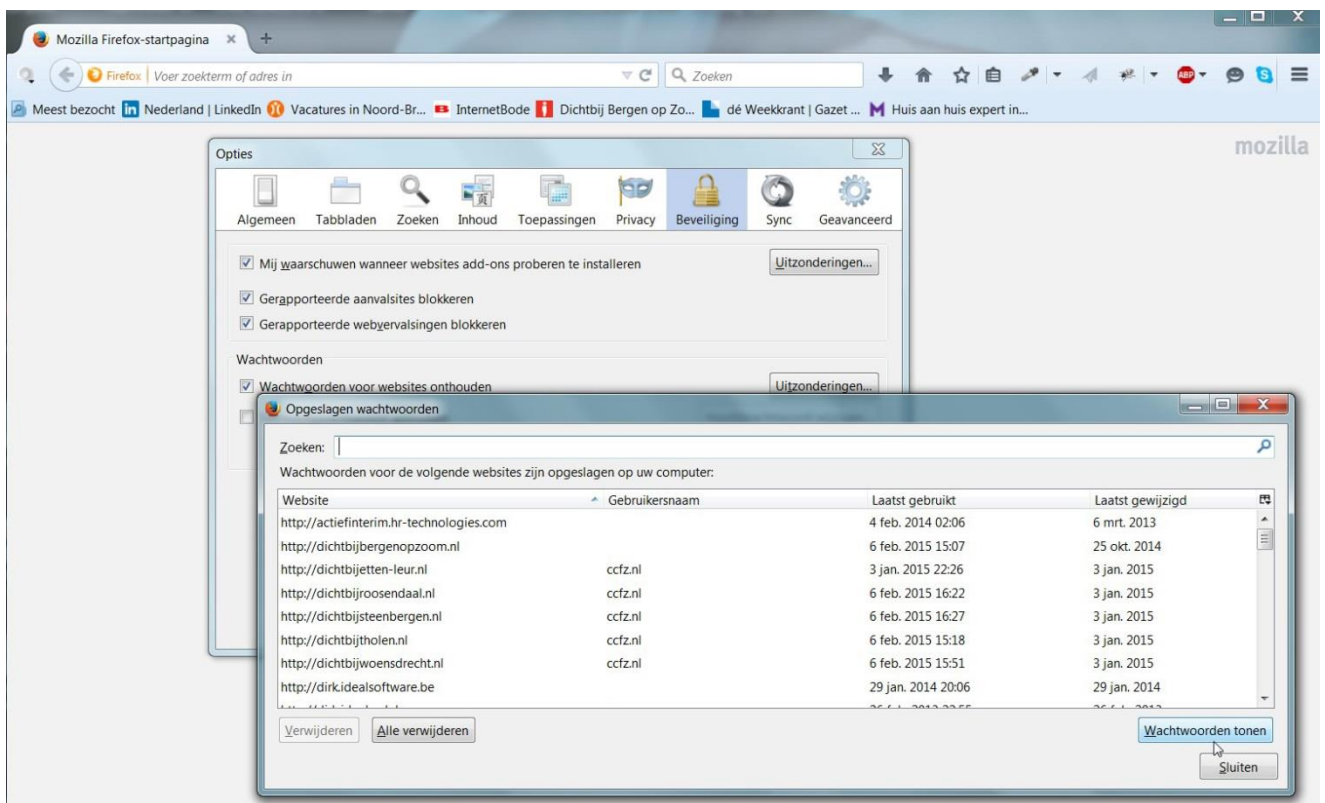 Mozilla Firefox-startpagina
Firefox Voer zoekterm of adres in Zoeken ABP
Meest bezocht in Nederland | LinkedIn Vacatures in Noord-Br... IB InternetBode Dichtbij Bergen op Zo... dé Weekkrant | Gazet ... M Huis aan huis expert in...
mozilla
Opties
Algemeen Tabbladen Zoeken Inhoud Toepassingen Privacy Beveiliging Sync Geavanceerd
Mij waarschuwen wanneer websites add-ons proberen te installeren Uitzonderingen...
Gerapporteerde aanvalsites blokkeren
Gerapporteerde webvervalsingen blokkeren
Wachtwoorden
Wachtwoorden voor websites onthouden Uitzonderingen...
Opgeslagen wachtwoorden
Zoeken:
Wachtwoorden voor de volgende websites zijn opgeslagen op uw computer:
Website Gebruikersnaam Laatst gebruikt Laatst gewijzigd
http://actiefinterim.hr-technologies.com 4 feb. 2014 02:06 6 mrt. 2013
http://dichtbijbergenopzoom.nl 6 feb. 2015 15:07 25 okt. 2014
http://dichtbijetten-leur.nl ccfz.nl 3 jan. 2015 22:26 3 jan. 2015
http://dichtbijroosendaal.nl ccfz.nl 6 feb. 2015 16:22 3 jan. 2015
http://dichtbijsteenbergen.nl ccfz.nl 6 feb. 2015 16:27 3 jan. 2015
http://dichtbijtholen.nl ccfz.nl 6 feb. 2015 15:18 3 jan. 2015
http://dichtbijwoensdrecht.nl ccfz.nl 6 feb. 2015 15:51 3 jan. 2015
http://dirk.idealsoftware.be 29 jan. 2014 20:06 29 jan. 2014
Verwijderen Alle verwijderen Wachtwoorden tonen
Sluiten